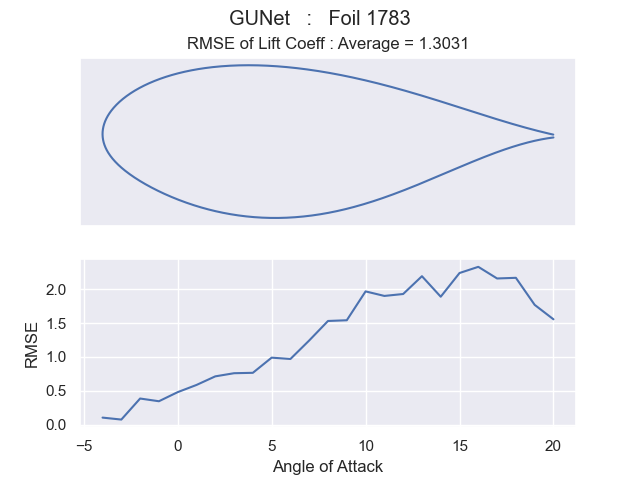 GUNet : Foil 1783
RMSE of Lift Coeff : Average = 1.3031
RMSE
2.0
1.5
1.0
0.5
0.0
−5 0 5 10 15 20
Angle of Attack